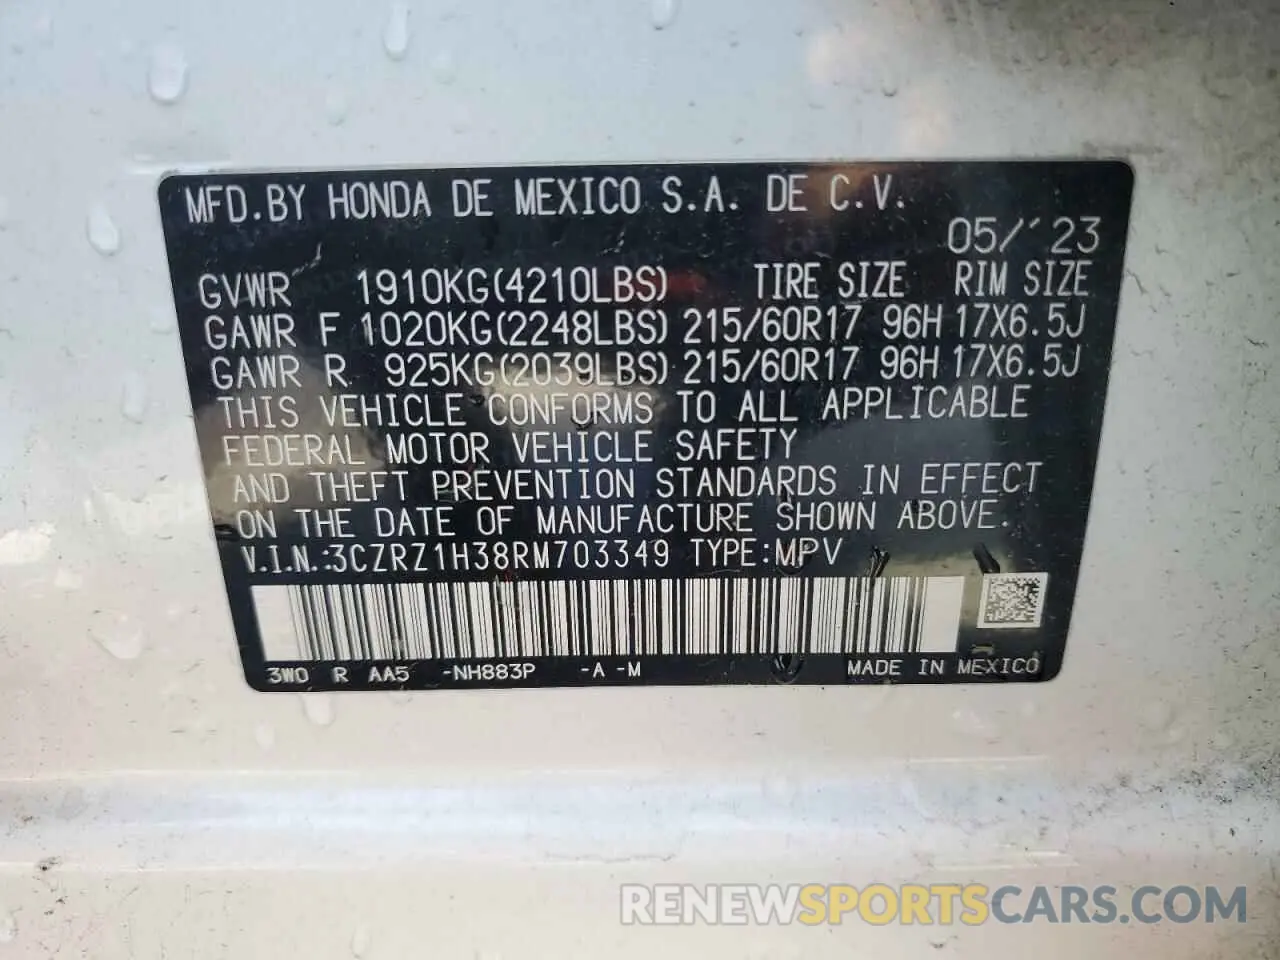 MFD.BY HONDA DE MEXICO S.A. DE C.V.
05/'23
GVWR 1910KG(4210LBS) TIRE SIZE RIM SIZE
GAWR F 1020KG(2248LBS) 215/60R17 96H 17X6.5J
GAWR R 925KG(2039LBS) 215/60R17 96H 17X6.5J
THIS VEHICLE CONFORMS TO ALL APPLICABLE
FEDERAL MOTOR VEHICLE SAFETY
AND THEFT PREVENTION STANDARDS IN EFFECT
ON THE DATE OF MANUFACTURE SHOWN ABOVE.
V.I.N.:3CZRZ1H38RM703349 TYPE:MPV
3W0 R AA5 -NH883P -A -M MADE IN MEXICO
RENEWSPORTSCARS.COM